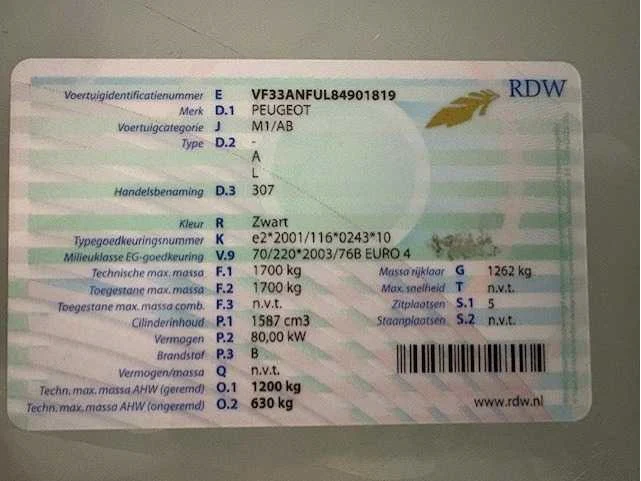 RDW
Voertuigidentificatienummer E VF33ANFUL84901819
Merk D.1 PEUGEOT
Voertuigcategorie J M1/AB
Type D.2 -
A
L
Handelsbenaming D.3 307
Kleur R Zwart
Typegoedkeuringsnummer K e2*2001/116*0243*10
Milieuklasse EG-goedkeuring V.9 70/220*2003/76B EURO 4
Technische max. massa F.1 1700 kg Massa rijklaar G 1262 kg
Toegestane max. massa F.2 1700 kg Max. snelheid T n.v.t.
Toegestane max. massa comb. F.3 n.v.t. Zitplaatsen S.1 5
Cilinderinhoud P.1 1587 cm3 Staanplaatsen S.2 n.v.t.
Vermogen P.2 80,00 kW
Brandstof P.3 B
Vermogen/massa Q n.v.t.
Techn. max. massa AHW (geremd) O.1 1200 kg
Techn. max. massa AHW (ongeremd) O.2 630 kg
www.rdw.nl